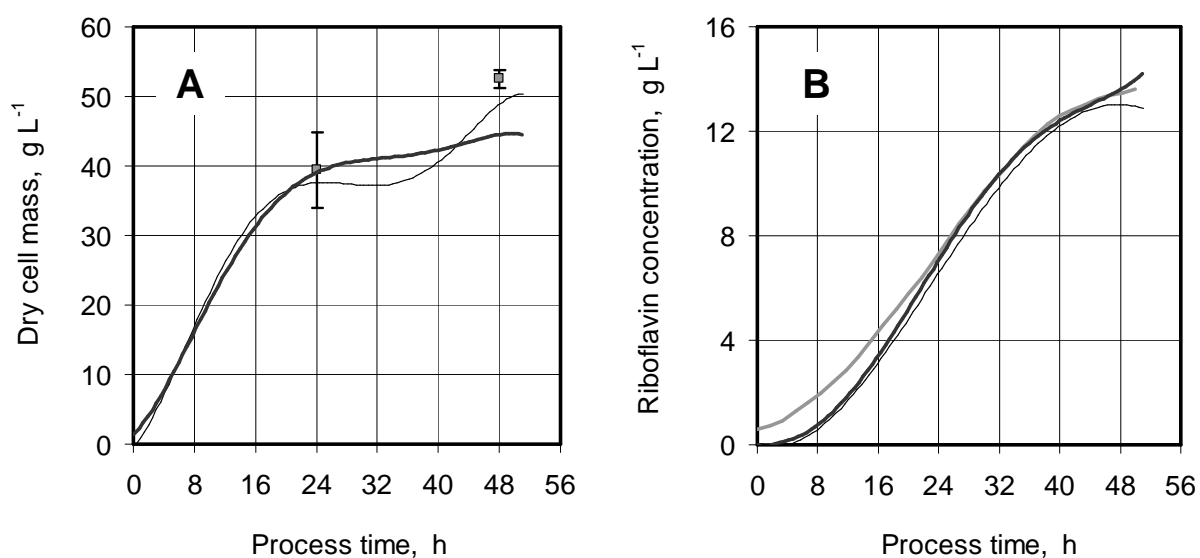 A
Dry cell mass, g L-1
60
50
40
30
20
10
0
0 8 16 24 32 40 48 56
Process time, h
B
Riboflavin concentration, g L-1
16
12
8
4
0
0 8 16 24 32 40 48 56
Process time, h